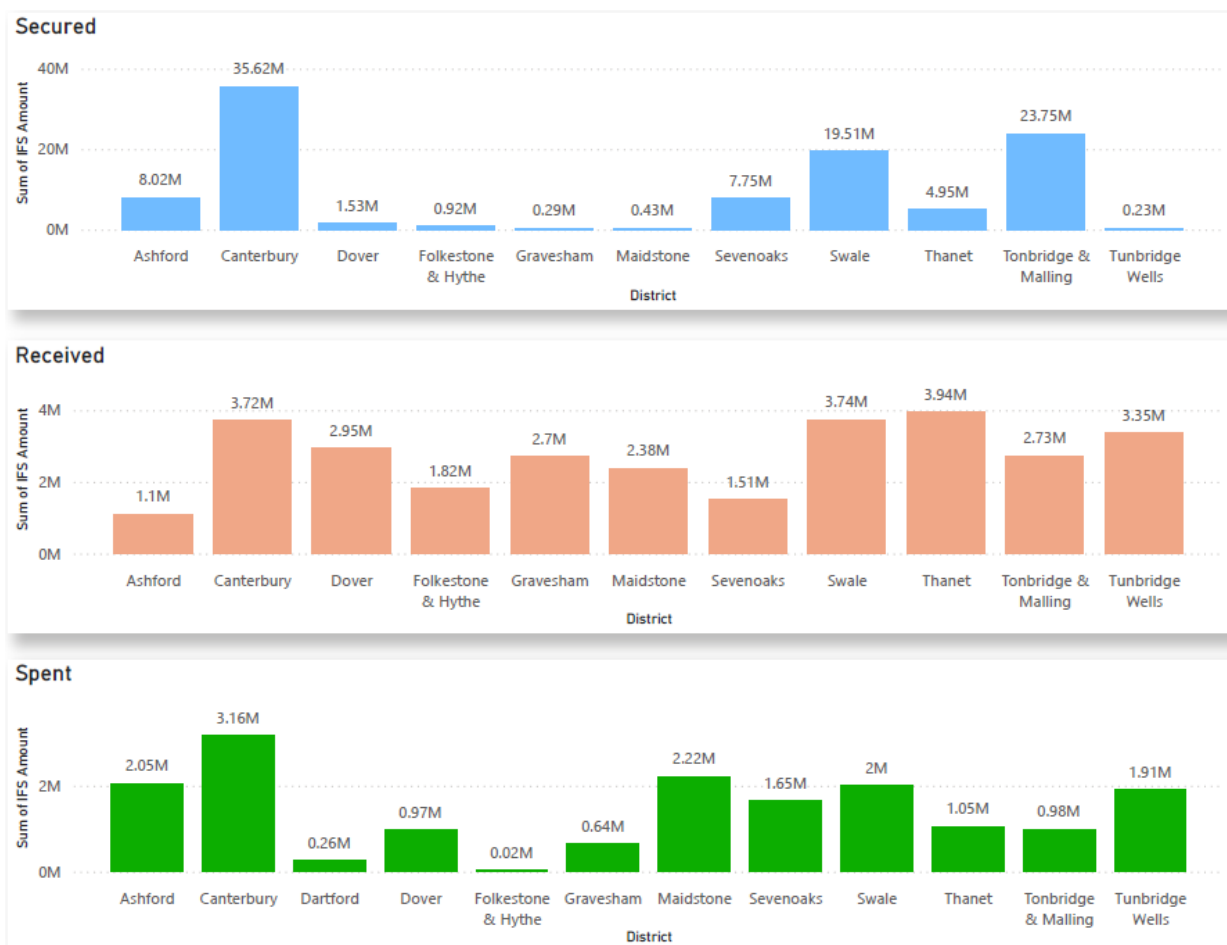 Secured
Sum of IFS Amount
40M
20M
0M
8.02M
35.62M
1.53M
0.92M
0.29M
0.43M
7.75M
19.51M
4.95M
23.75M
0.23M
Ashford
Canterbury
Dover
Folkestone
& Hythe
Gravesham
Maidstone
Sevenoaks
Swale
Thanet
Tonbridge &
Malling
Tunbridge
Wells
District
Received
Sum of IFS Amount
4M
2M
0M
1.1M
3.72M
2.95M
1.82M
2.7M
2.38M
1.51M
3.74M
3.94M
2.73M
3.35M
Ashford
Canterbury
Dover
Folkestone
& Hythe
Gravesham
Maidstone
Sevenoaks
Swale
Thanet
Tonbridge &
Malling
Tunbridge
Wells
District
Spent
Sum of IFS Amount
2M
0M
2.05M
3.16M
0.26M
0.97M
0.02M
0.64M
2.22M
1.65M
2M
1.05M
0.98M
1.91M
Ashford
Canterbury
Dartford
Dover
Folkestone
& Hythe
Gravesham
Maidstone
Sevenoaks
Swale
Thanet
Tonbridge
& Malling
Tunbridge
Wells
District